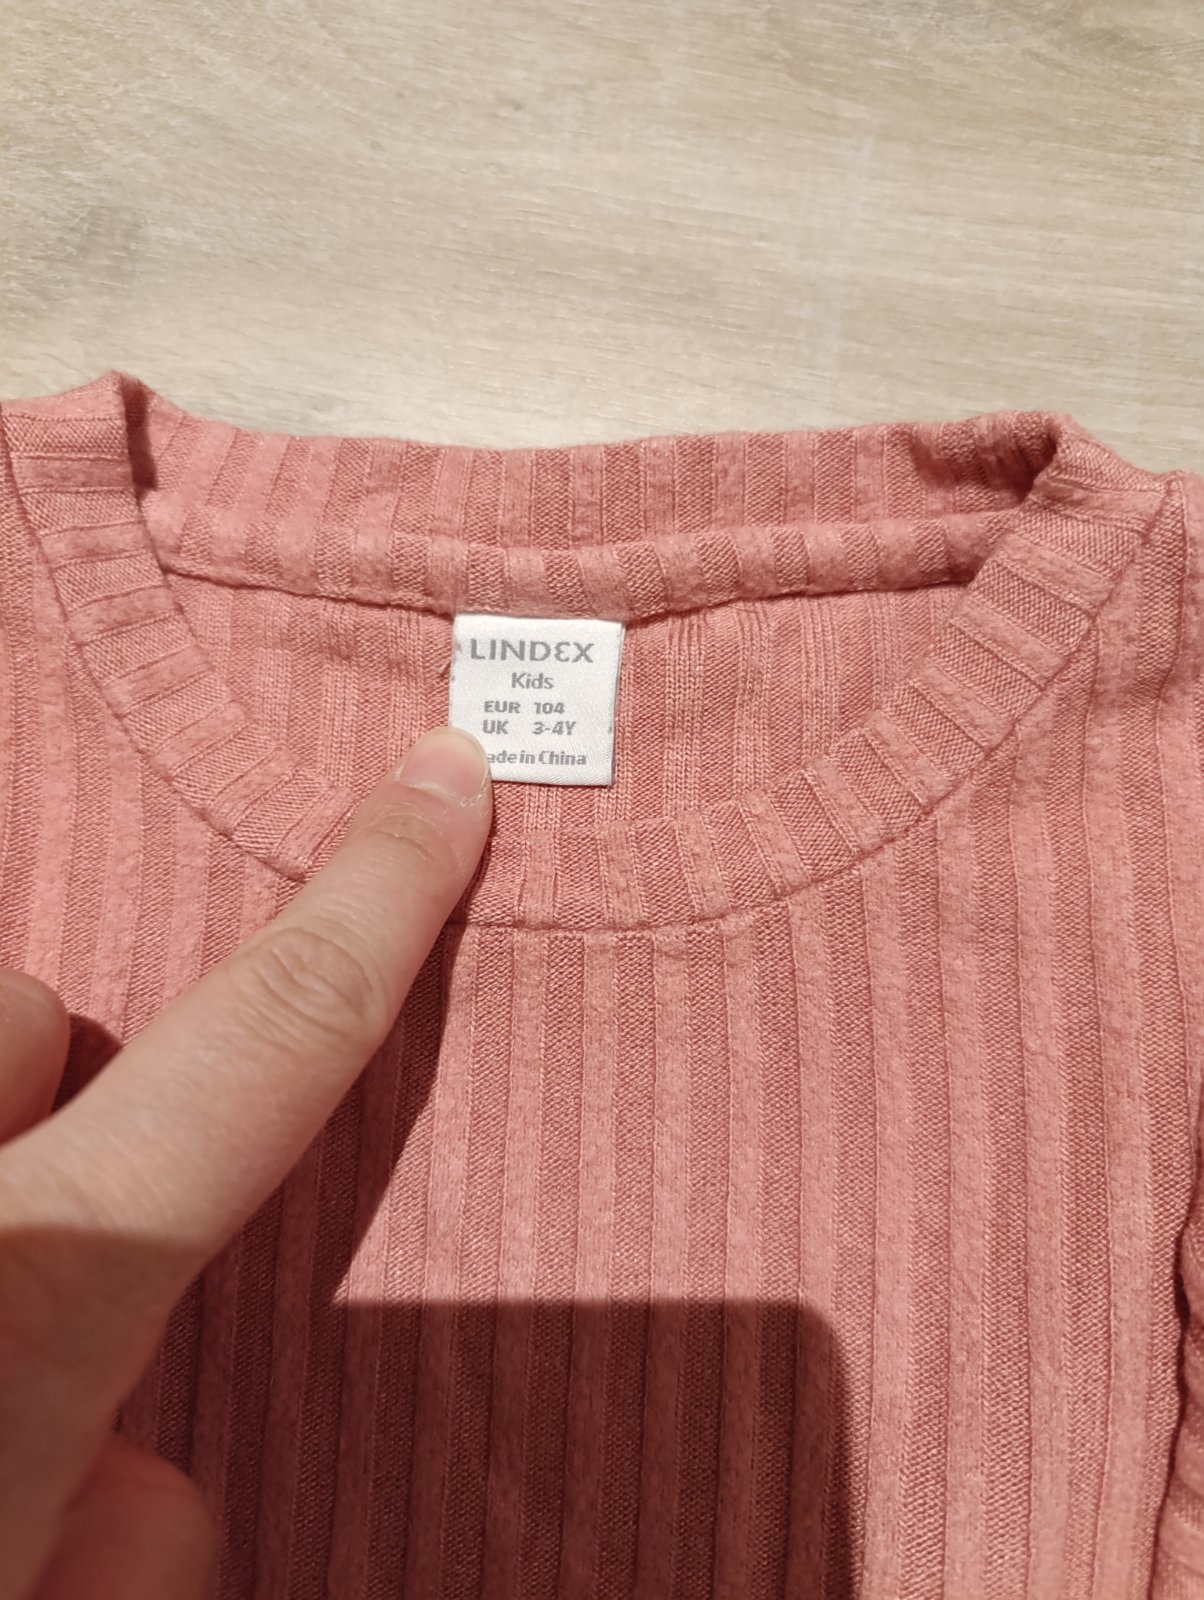 LINDEX
Kids
EUR 104
UK 3-4Y
ade in China